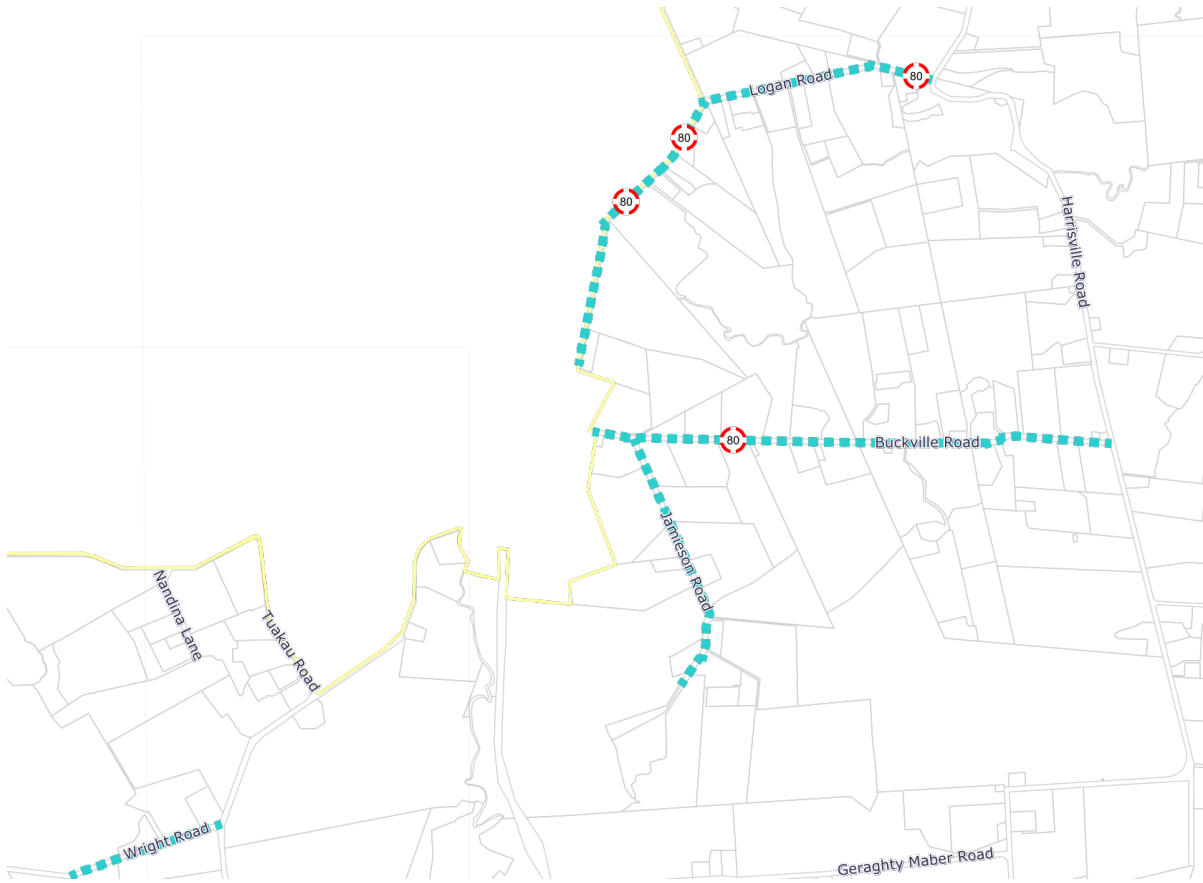 80
Logan Road
80
80
Harrisville Road
80
Buckville Road
Jamieson Road
Nandina Lane
Tuakau Road
Wright Road
Geraghty Maber Road